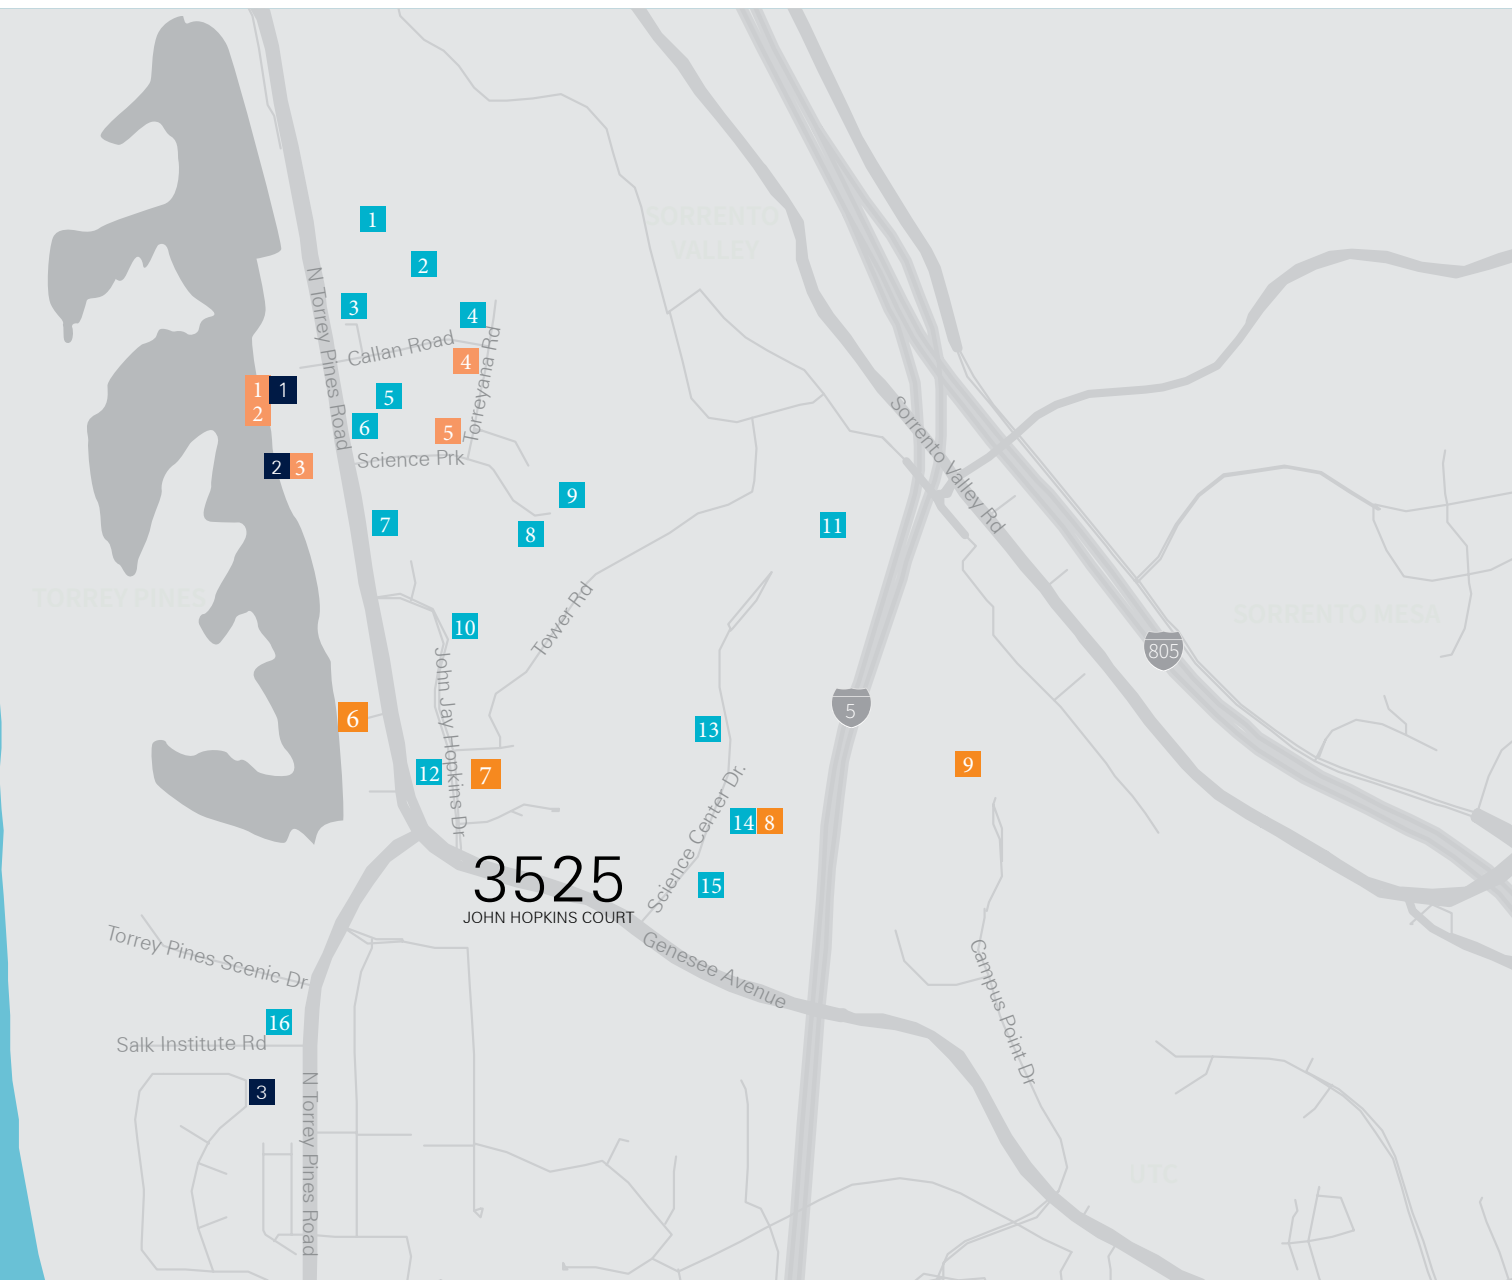 1
2
SORRENTO
VALLEY
N Torrey Pines Road
3
4
Callan Road
4
Torreyana Rd
1
1
2
5
6
5
Science Prk
2
3
Sorrento Valley Rd
9
7
8
11
TORREY PINES
Tower Rd
10
SORRENTO MESA
805
John Jay Hopkins Dr
6
5
13
12
7
9
Science Center Dr.
14
8
3525
JOHN HOPKINS COURT
15
Torrey Pines Scenic Dr
Genesee Avenue
Campus Point Dr
16
Salk Institute Rd
3
N Torrey Pines Road
UTC